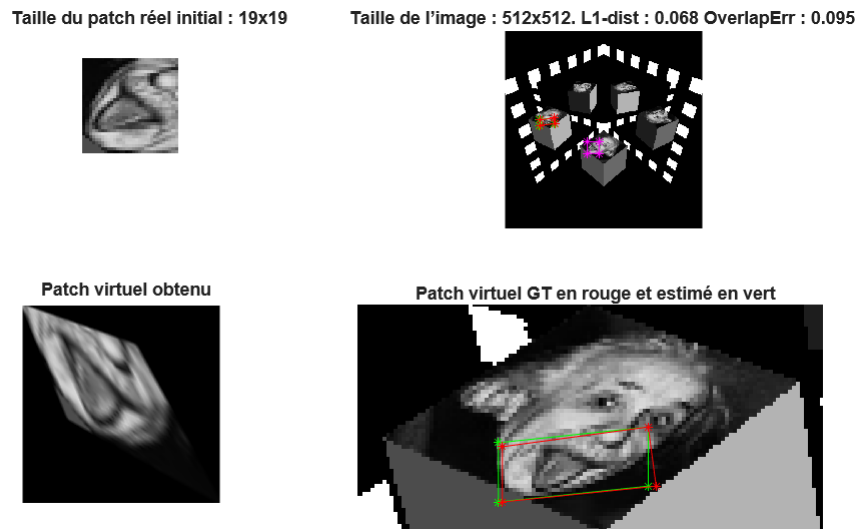 Taille du patch réel initial : 19x19
Taille de l'image : 512x512. L1-dist : 0.068 OverlapErr : 0.095
Patch virtuel obtenu
Patch virtuel GT en rouge et estimé en vert